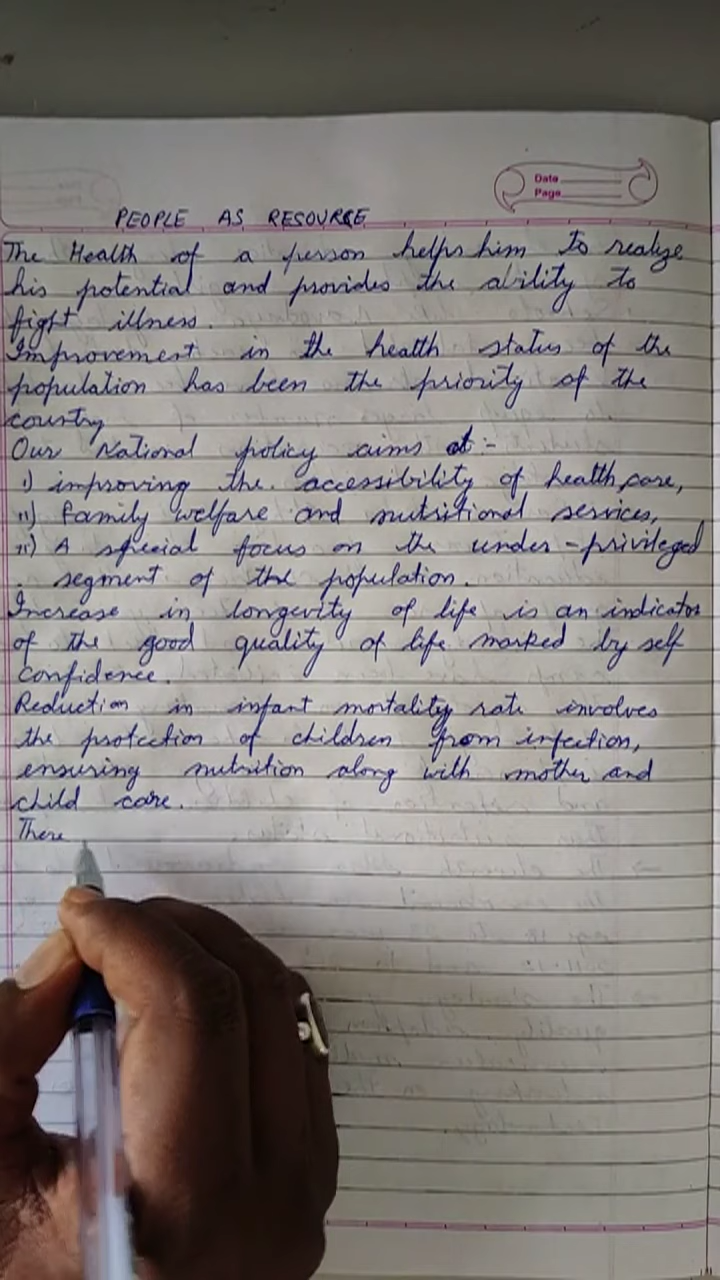 Date
Page
PEOPLE AS RESOURCE
The Health of a person helps him to realize
his potential and provides the ability to
fight illness.
Improvement in the health status of the
population has been the priority of the
country
Our National policy aims at :-
i) improving the accessibility of health care,
ii) family welfare and nutritional services,
iii) A special focus on the under - privileged
segment of the population.
Increase in longevity of life is an indicator
of the good quality of life marked by self
confidence.
Reduction in infant mortality rate involves
the protection of children from infection,
ensuring nutrition along with mother and
child care.
There